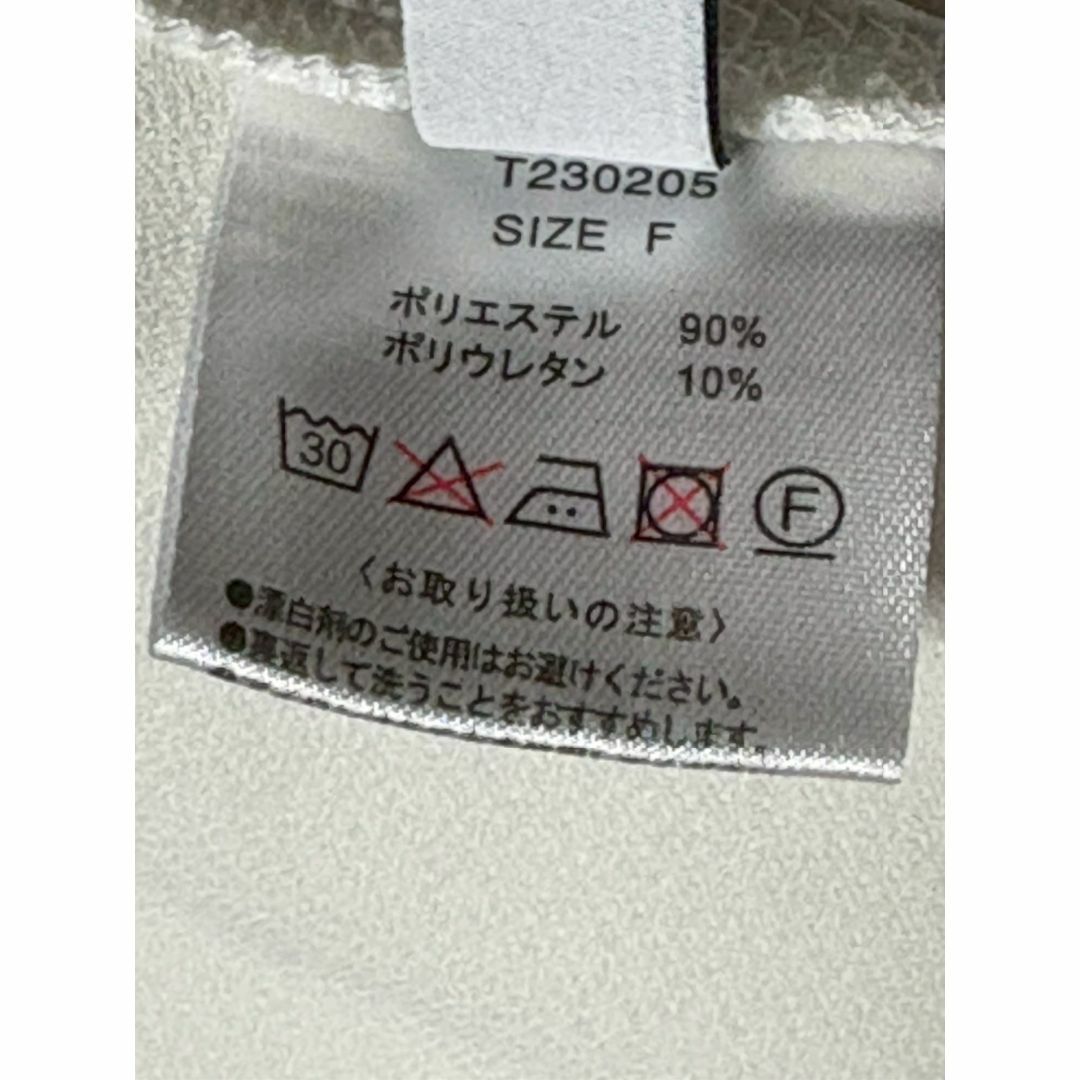 T230205
SIZE F
ポリエステル 90%
ポリウレタン 10%
30 F
〈お取り扱いの注意〉
●漂白剤のご使用はお避けください。
●裏返して洗うことをおすすめします。